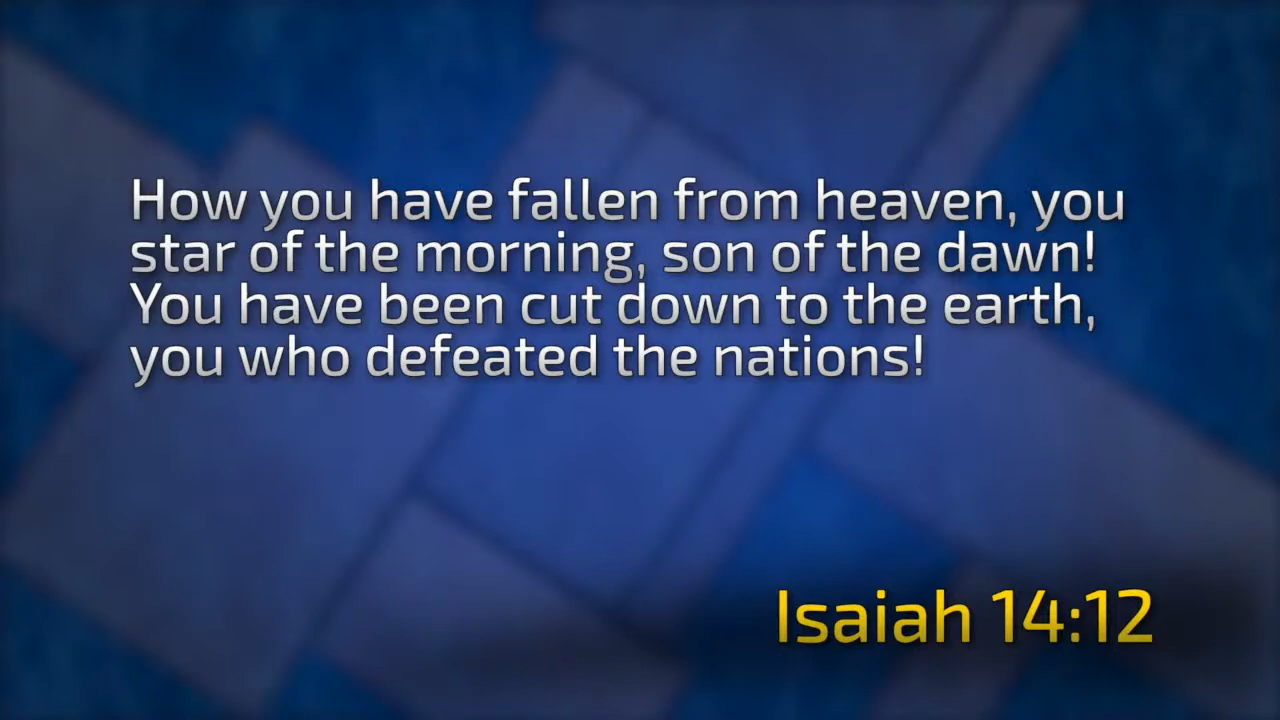 How you have fallen from heaven, you
star of the morning, son of the dawn!
You have been cut down to the earth,
you who defeated the nations!
Isaiah 14:12